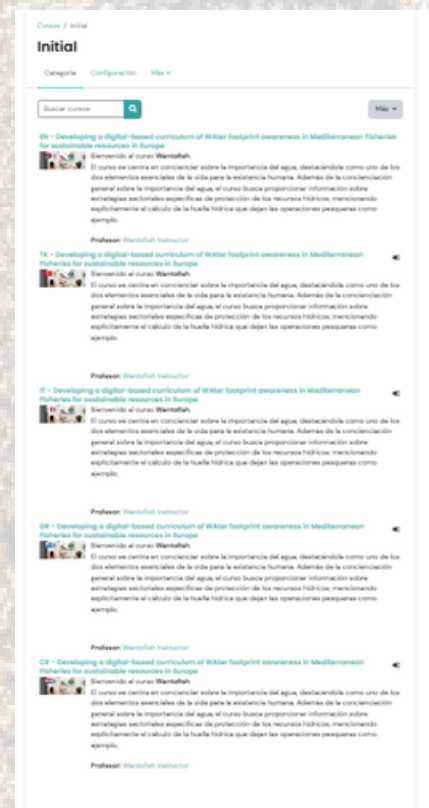 Cursos / Initial
Initial
Categoría Configuración Más
Buscar cursos
Más
EN - Developing a digital-based curriculum of WAter footprint awareness in Mediterranean Fisheries
for sustainable resources in Europe
Bienvenido al curso Wantofish.
El curso se centra en concienciar sobre la importancia del agua, destacándola como uno de los
dos elementos esenciales de la vida para la existencia humana. Además de la concienciación
general sobre la importancia del agua, el curso busca proporcionar información sobre
estrategias sectoriales específicas de protección de los recursos hídricos, mencionando
explícitamente el cálculo de la huella hídrica que dejan las operaciones pesqueras como
ejemplo.
Profesor: Wantofish Instructor
TK - Developing a digital-based curriculum of WAter footprint awareness in Mediterranean
Fisheries for sustainable resources in Europe
Bienvenido al curso Wantofish.
El curso se centra en concienciar sobre la importancia del agua, destacándola como uno de los
dos elementos esenciales de la vida para la existencia humana. Además de la concienciación
general sobre la importancia del agua, el curso busca proporcionar información sobre
estrategias sectoriales específicas de protección de los recursos hídricos, mencionando
explícitamente el cálculo de la huella hídrica que dejan las operaciones pesqueras como
ejemplo.
Profesor: Wantofish Instructor
IT - Developing a digital-based curriculum of WAter footprint awareness in Mediterranean
Fisheries for sustainable resources in Europe
Bienvenido al curso Wantofish.
El curso se centra en concienciar sobre la importancia del agua, destacándola como uno de los
dos elementos esenciales de la vida para la existencia humana. Además de la concienciación
general sobre la importancia del agua, el curso busca proporcionar información sobre
estrategias sectoriales específicas de protección de los recursos hídricos, mencionando
explícitamente el cálculo de la huella hídrica que dejan las operaciones pesqueras como
ejemplo.
Profesor: Wantofish Instructor
GR - Developing a digital-based curriculum of WAter footprint awareness in Mediterranean
Fisheries for sustainable resources in Europe
Bienvenido al curso Wantofish.
El curso se centra en concienciar sobre la importancia del agua, destacándola como uno de los
dos elementos esenciales de la vida para la existencia humana. Además de la concienciación
general sobre la importancia del agua, el curso busca proporcionar información sobre
estrategias sectoriales específicas de protección de los recursos hídricos, mencionando
explícitamente el cálculo de la huella hídrica que dejan las operaciones pesqueras como
ejemplo.
Profesor: Wantofish Instructor
CR - Developing a digital-based curriculum of WAter footprint awareness in Mediterranean
Fisheries for sustainable resources in Europe
Bienvenido al curso Wantofish.
El curso se centra en concienciar sobre la importancia del agua, destacándola como uno de los
dos elementos esenciales de la vida para la existencia humana. Además de la concienciación
general sobre la importancia del agua, el curso busca proporcionar información sobre
estrategias sectoriales específicas de protección de los recursos hídricos, mencionando
explícitamente el cálculo de la huella hídrica que dejan las operaciones pesqueras como
ejemplo.
Profesor: Wantofish Instructor